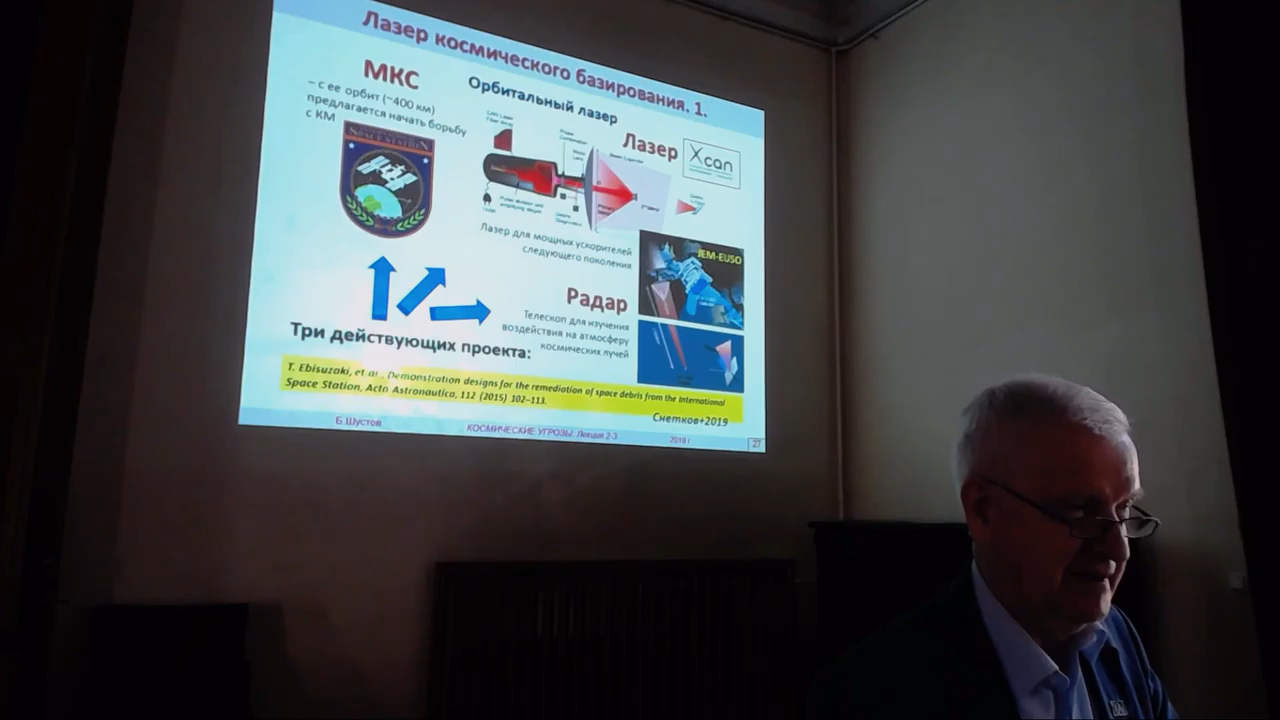 Лазер космического базирования. 1.
МКС
– с ее орбит (~400 км)
предлагается начать борьбу
с КМ
SPACE STATION
Орбитальный лазер
Лазер
Xcan
Лазер для мощных ускорителей
следующего поколения
JEM-EUSO
Радар
Телескоп для изучения
воздействия на атмосферу
космических лучей
Три действующих проекта:
T. Ebisuzaki, et al., Demonstration designs for the remediation of space debris from the International
Space Station, Acta Astronautica, 112 (2015) 102–113.
Снетков+2019
Б.Шустов
КОСМИЧЕСКИЕ УГРОЗЫ. Лекция 2-3
2019 г
27